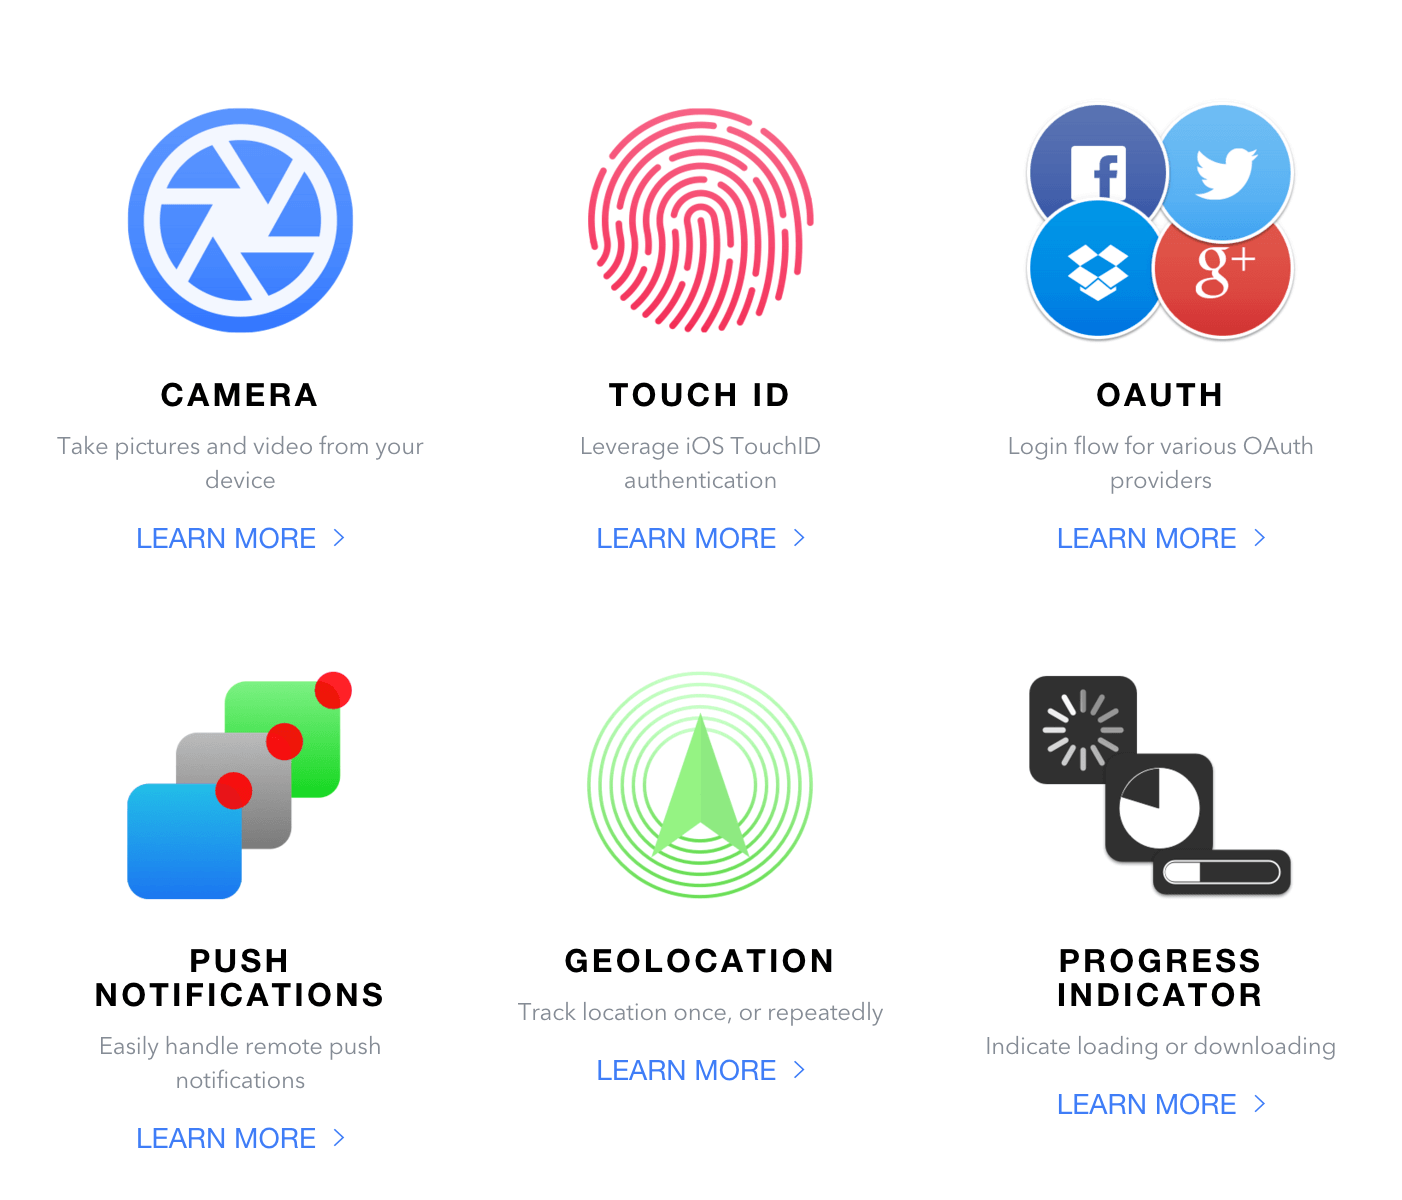 f
g+
CAMERA
Take pictures and video from your
device
LEARN MORE >
TOUCH ID
Leverage iOS TouchID
authentication
LEARN MORE >
OAUTH
Login flow for various OAuth
providers
LEARN MORE >
PUSH
NOTIFICATIONS
Easily handle remote push
notifications
LEARN MORE >
GEOLOCATION
Track location once, or repeatedly
LEARN MORE >
PROGRESS
INDICATOR
Indicate loading or downloading
LEARN MORE >